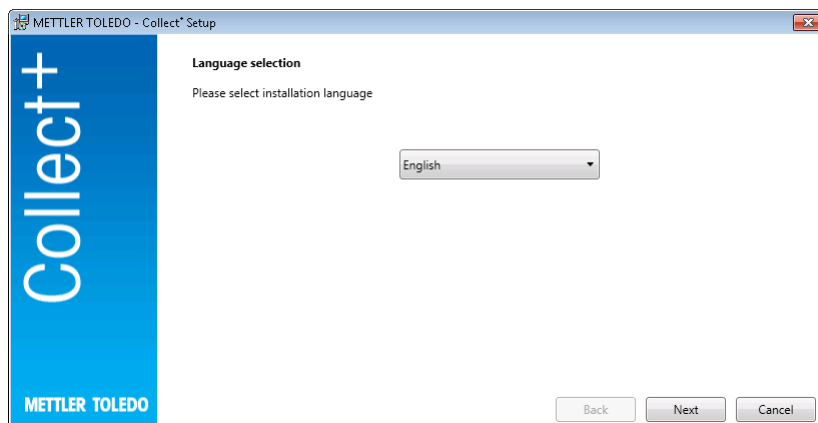 METTLER TOLEDO - Collect⁺ Setup
Collect++
Language selection
Please select installation language
English
METTLER TOLEDO
Back
Next
Cancel